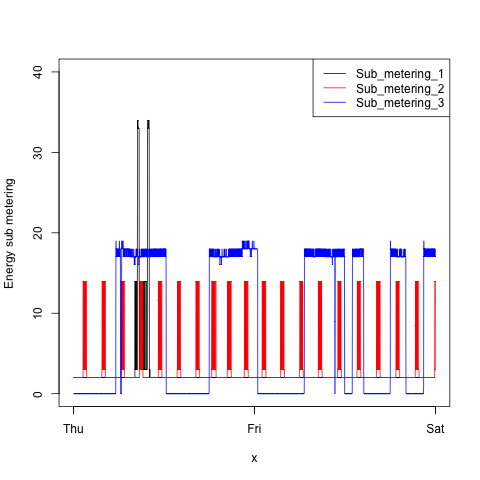 Sub_metering_1
Sub_metering_2
Sub_metering_3
Energy sub metering
40
30
20
10
0
Thu Fri Sat
x